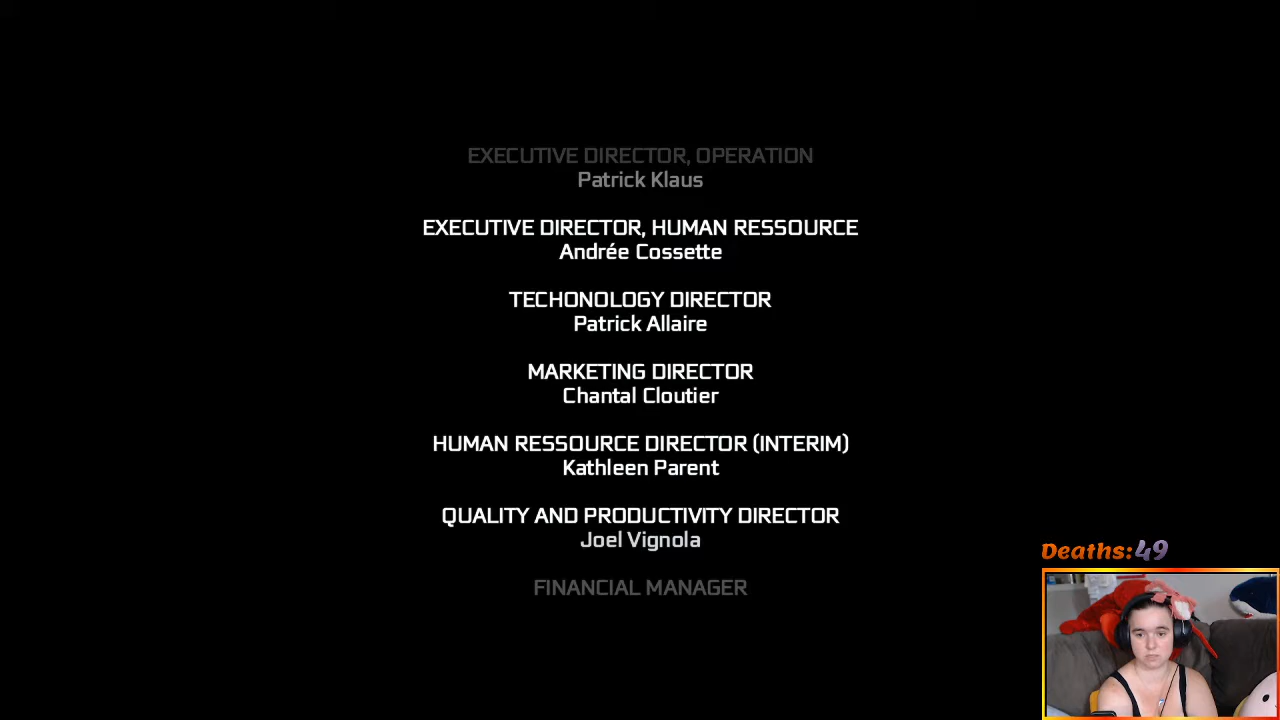 EXECUTIVE DIRECTOR, OPERATION
Patrick Klaus
EXECUTIVE DIRECTOR, HUMAN RESSOURCE
Andrée Cossette
TECHONOLOGY DIRECTOR
Patrick Allaire
MARKETING DIRECTOR
Chantal Cloutier
HUMAN RESSOURCE DIRECTOR (INTERIM)
Kathleen Parent
QUALITY AND PRODUCTIVITY DIRECTOR
Joel Vignola
FINANCIAL MANAGER
Deaths:49